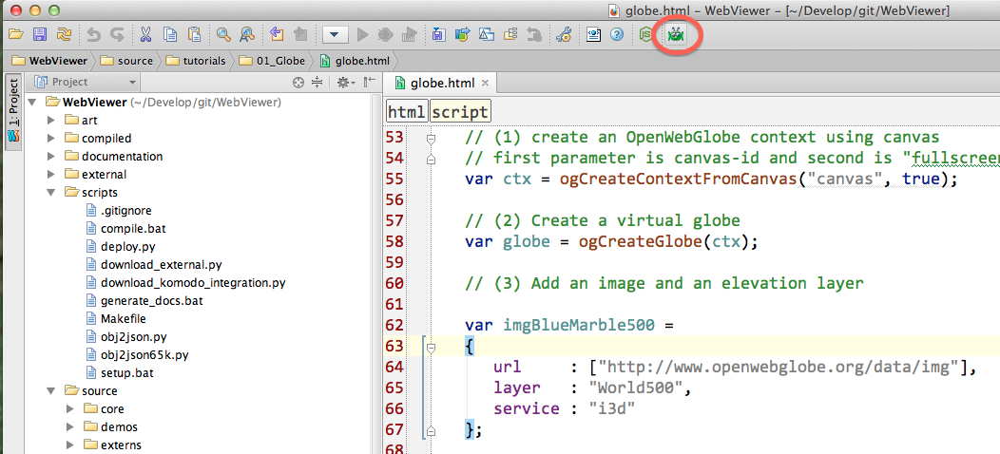 globe.html – WebViewer – [~/Develop/git/WebViewer]
JS
WebViewer source tutorials 01_Globe globe.html
1: Project
Project
globe.html
html script
WebViewer (~/Develop/git/WebViewer)
art
compiled
documentation
external
scripts
.gitignore
compile.bat
deploy.py
download_external.py
download_komodo_integration.py
generate_docs.bat
Makefile
obj2json.py
obj2json65k.py
setup.bat
source
core
demos
externs
53 // (1) create an OpenWebGlobe context using canvas
54 // first parameter is canvas-id and second is "fullscreen
55 var ctx = ogCreateContextFromCanvas("canvas", true);
56
57 // (2) Create a virtual globe
58 var globe = ogCreateGlobe(ctx);
59
60 // (3) Add an image and an elevation layer
61
62 var imgBlueMarble500 =
63 {
64 url : ["http://www.openwebglobe.org/data/img"],
65 layer : "World500",
66 service : "i3d"
67 };
68